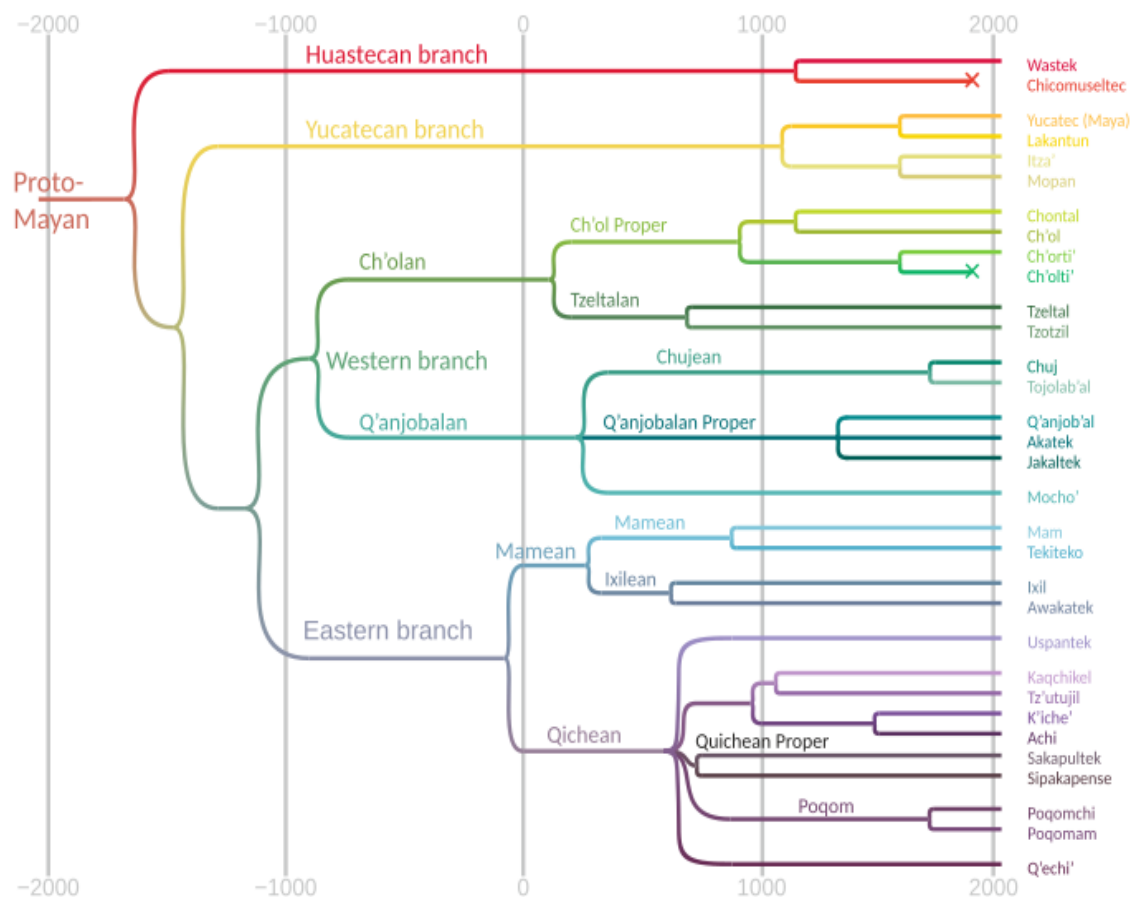 −2000 −1000 0 1000 2000
Huastecan branch
Wastek
Chicomuseltec
Yucatecan branch
Yucatec (Maya)
Lakantun
Itza'
Mopan
Proto-
Mayan
Ch'ol Proper
Chontal
Ch'ol
Ch'orti'
Ch'olti'
Ch'olan
Tzeltalan
Tzeltal
Tzotzil
Western branch
Chujean
Chuj
Tojolab'al
Q'anjobalan
Q'anjobalan Proper
Q'anjob'al
Akatek
Jakaltek
Mocho'
Mamean
Mamean
Mam
Tekiteko
Ixilean
Ixil
Awakatek
Eastern branch
Uspantek
Kaqchikel
Tz'utujil
K'iche'
Achi
Qichean
Quichean Proper
Sakapultek
Sipakapense
Poqom
Poqomchi
Poqomam
Q'echi'
−2000 −1000 0 1000 2000